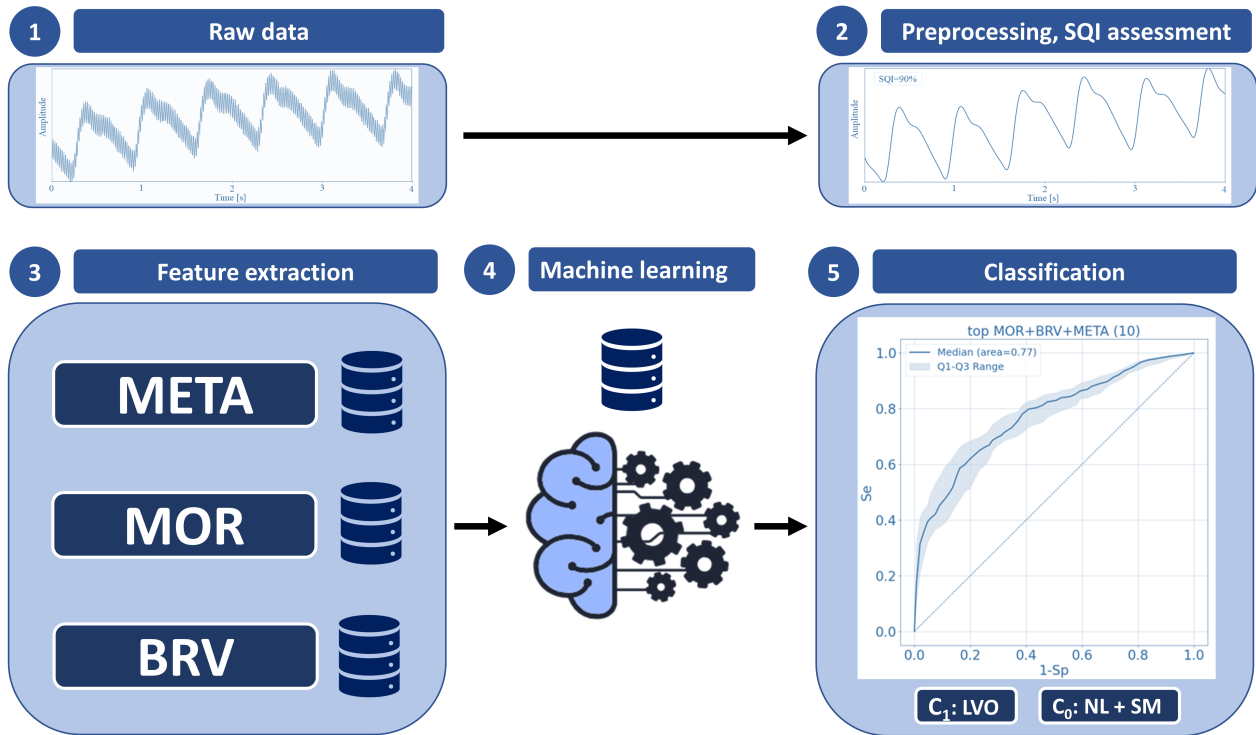 1
Raw data
Amplitude
0 1 2 3 4
Time [s]
2
Preprocessing, SQI assessment
SQI=90%
Amplitude
0 1 2 3 4
Time [s]
3
Feature extraction
META
MOR
BRV
4
Machine learning
5
Classification
top MOR+BRV+META (10)
Median (area=0.77)
Q1-Q3 Range
1.0
0.8
0.6
0.4
0.2
0.0
Se
0.0 0.2 0.4 0.6 0.8 1.0
1-Sp
C₁: LVO
C₀: NL + SM